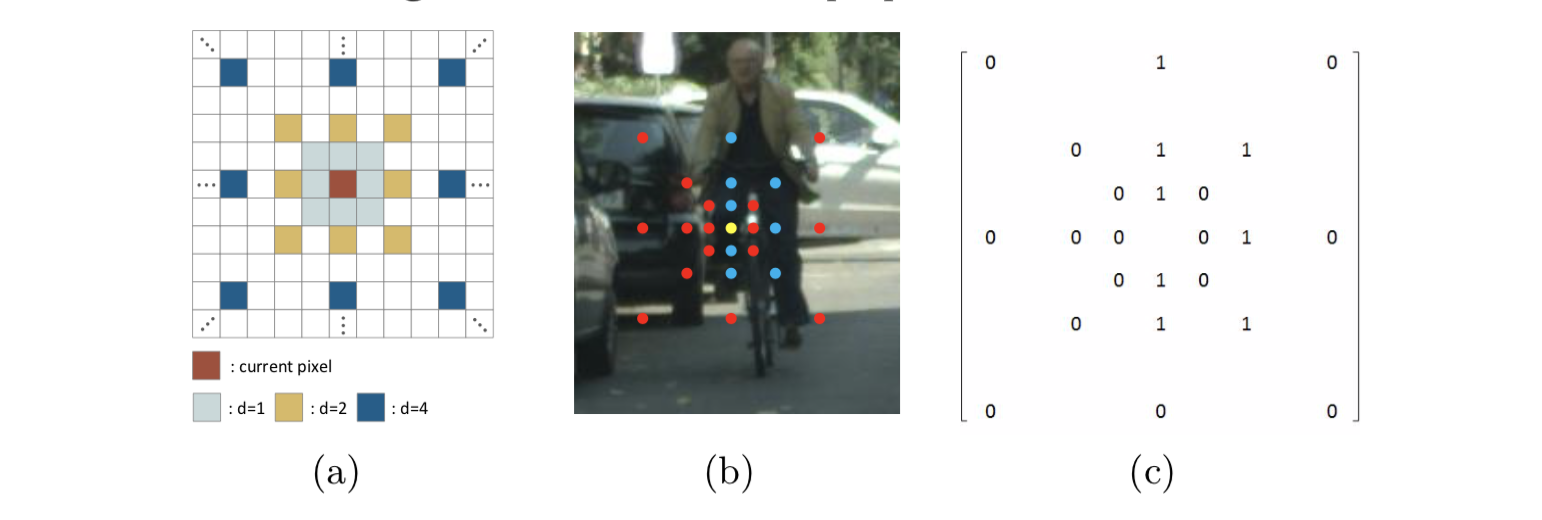 0 1 0
0 1 1
0 1 0
0 0 0 0 1 0
0 1 0
0 1 1
0 0 0
: current pixel
: d=1 : d=2 : d=4
(a) (b) (c)